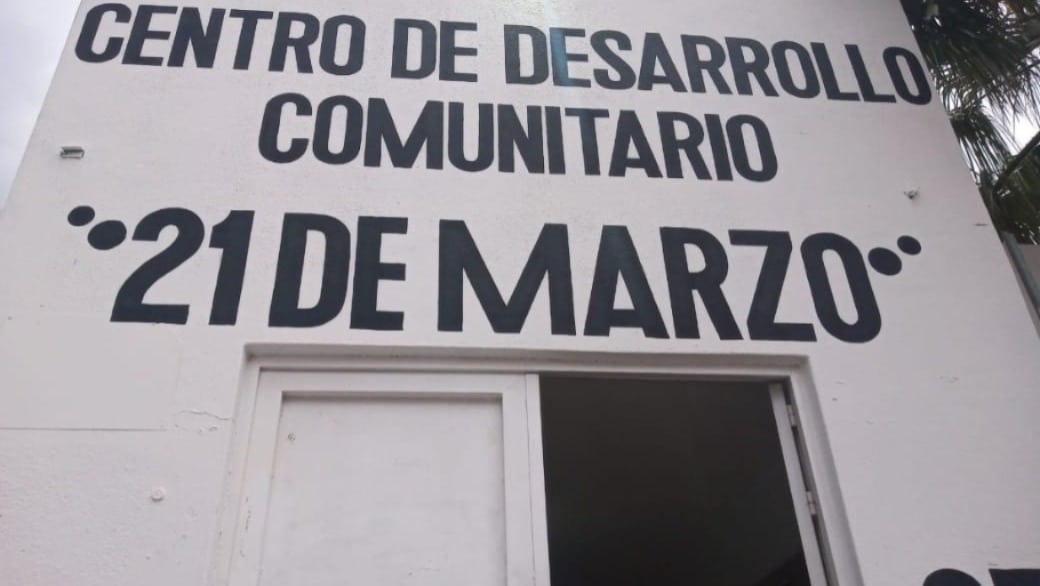 CENTRO DE DESARROLLO
COMUNITARIO
"21 DE MARZO"